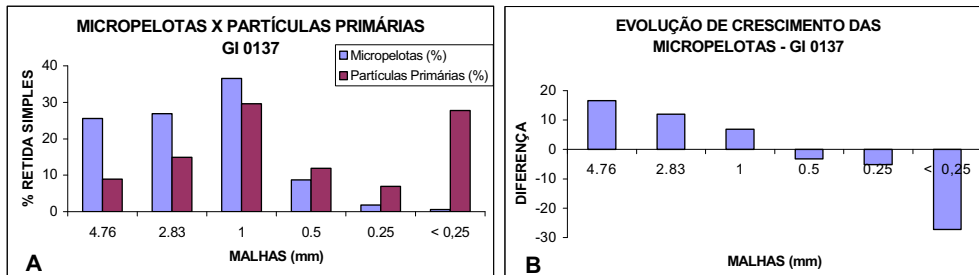 MICROPELOTAS X PARTÍCULAS PRIMÁRIAS
GI 0137
Micropelotas (%)
Partículas Primárias (%)
% RETIDA SIMPLES
40
30
20
10
0
4.76 2.83 1 0.5 0.25 < 0,25
MALHAS (mm)
A
EVOLUÇÃO DE CRESCIMENTO DAS
MICROPELOTAS - GI 0137
DIFERENÇA
20
10
0
-10
-20
-30
4.76 2.83 1 0.5 0.25 < 0,25
MALHAS (mm)
B